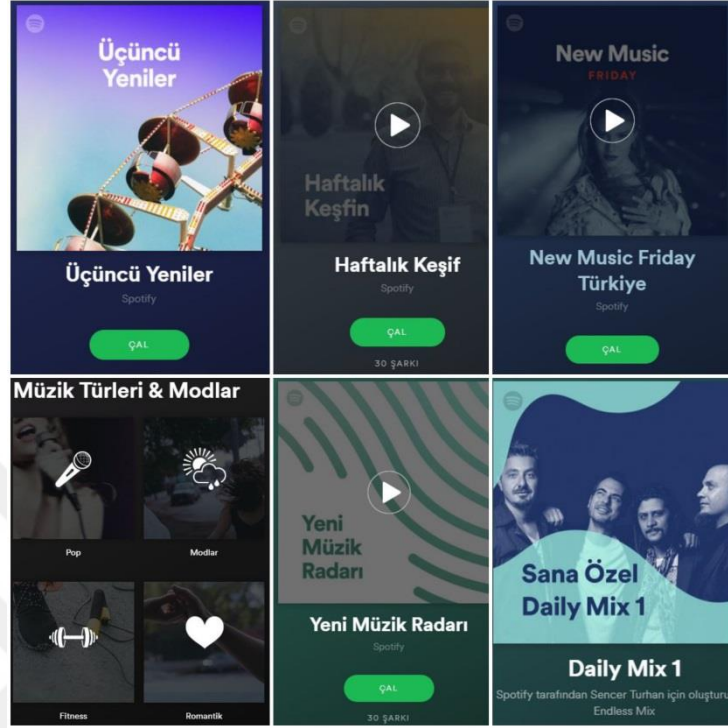 Üçüncü
Yeniler
Üçüncü Yeniler
Spotify
ÇAL
Haftalık
Keşfin
Haftalık Keşif
Spotify
ÇAL
30 ŞARKI
New Music
FRIDAY
New Music Friday
Türkiye
Spotify
ÇAL
Müzik Türleri & Modlar
Pop
Modlar
Fitness
Romantik
Yeni
Müzik
Radarı
Yeni Müzik Radarı
Spotify
ÇAL
30 ŞARKI
Sana Özel
Daily Mix 1
Daily Mix 1
Spotify tarafından Sencer Turhan için oluşturu
Endless Mix